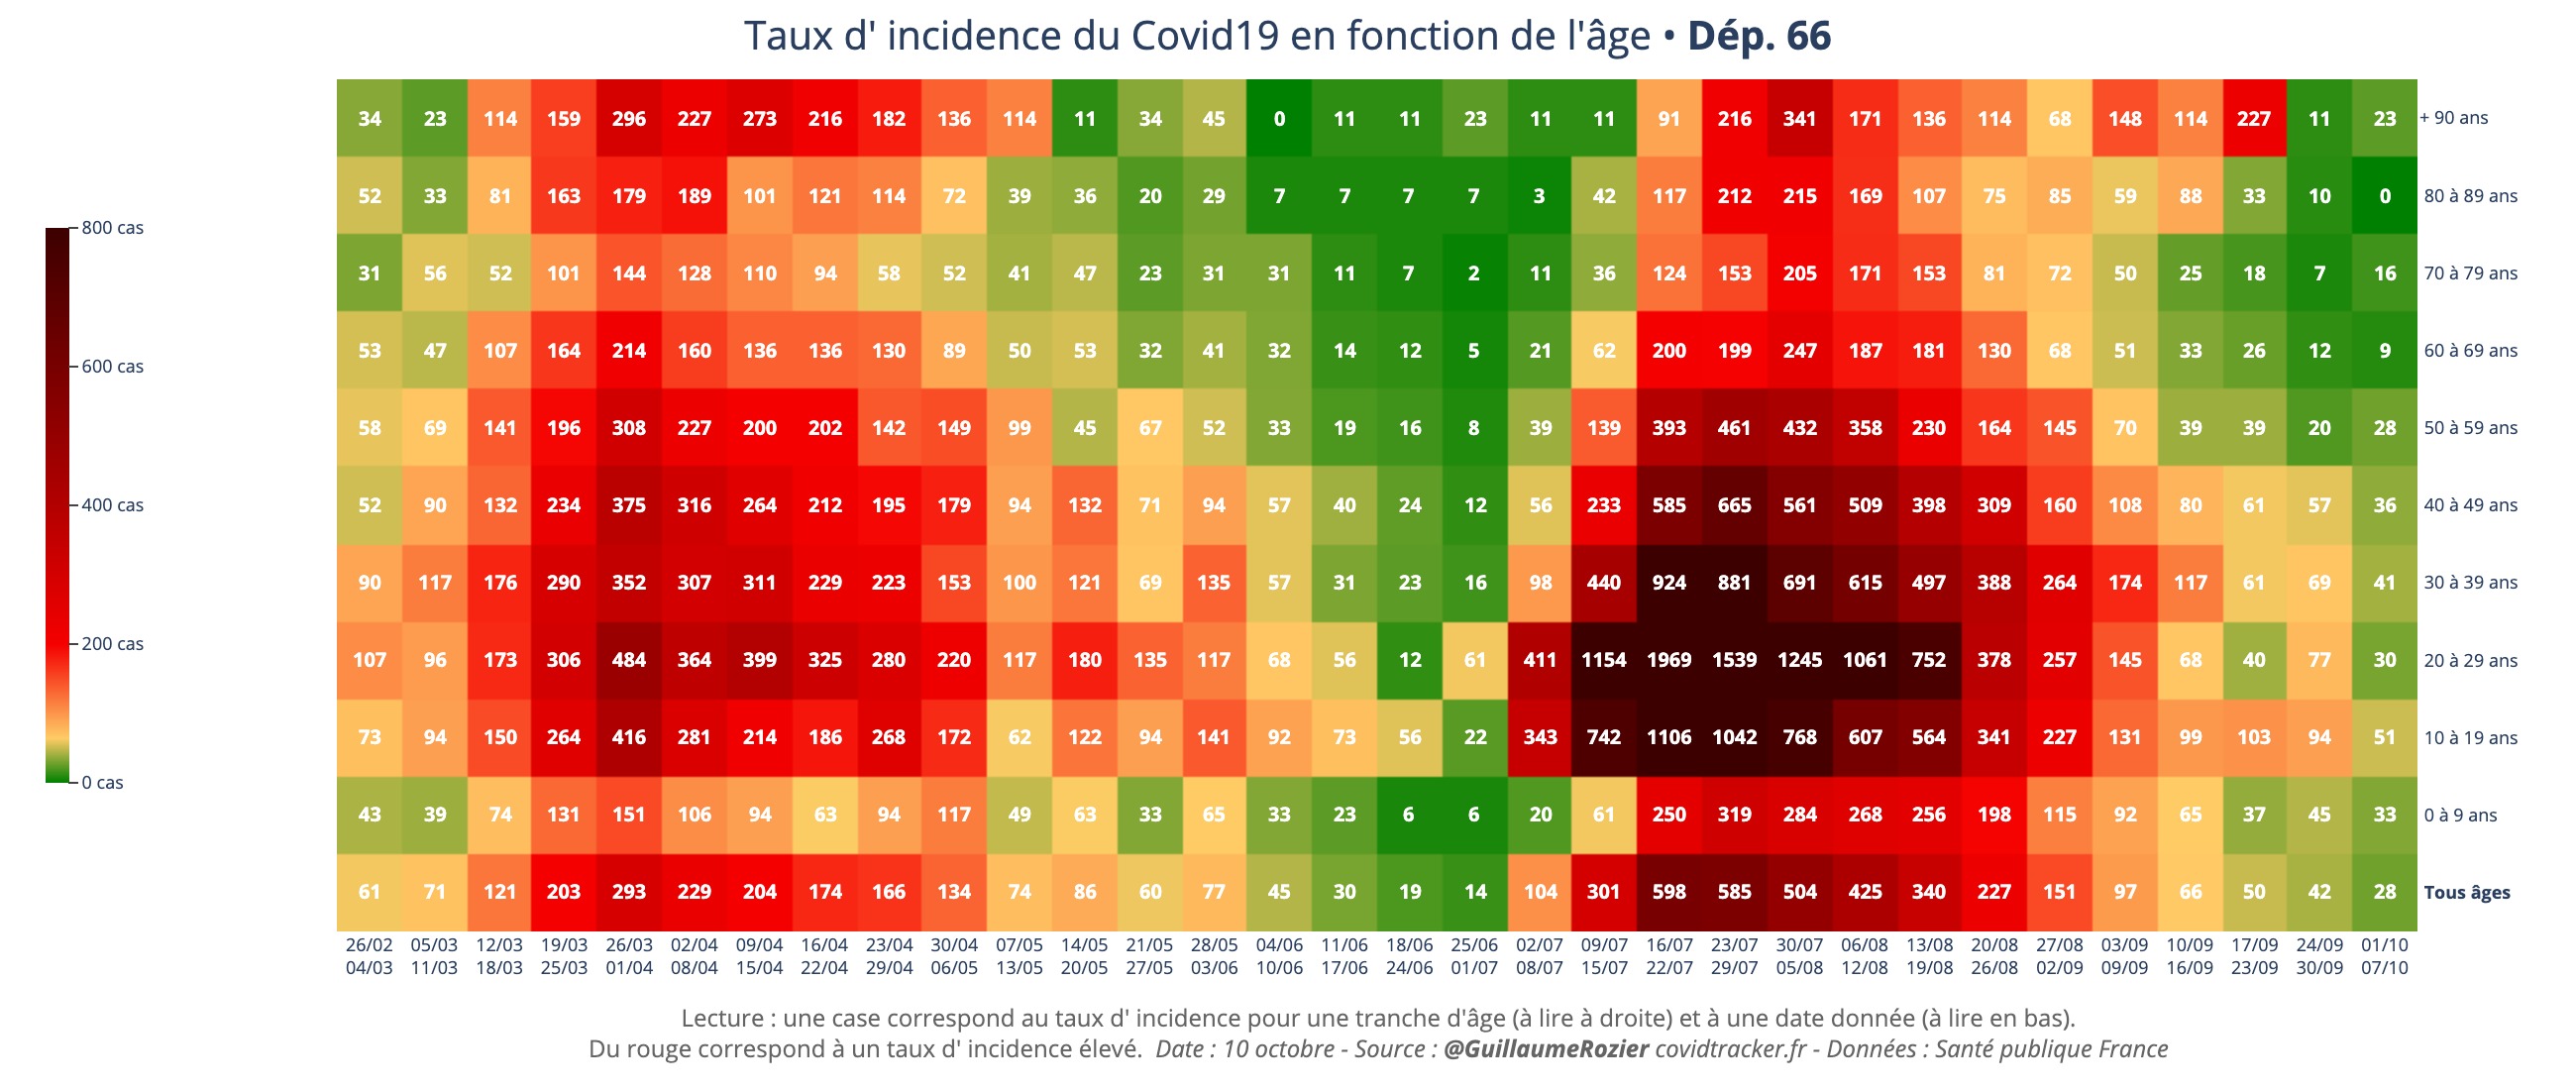 Taux d' incidence du Covid19 en fonction de l'âge • Dép. 66
34 23 114 159 296 227 273 216 182 136 114 11 34 45 0 11 11 23 11 11 91 216 341 171 136 114 68 148 114 227 11 23 + 90 ans
52 33 81 163 179 189 101 121 114 72 39 36 20 29 7 7 7 7 3 42 117 212 215 169 107 75 85 59 88 33 10 0 80 à 89 ans
800 cas
31 56 52 101 144 128 110 94 58 52 41 47 23 31 31 11 7 2 11 36 124 153 205 171 153 81 72 50 25 18 7 16 70 à 79 ans
53 47 107 164 214 160 136 136 130 89 50 53 32 41 32 14 12 5 21 62 200 199 247 187 181 130 68 51 33 26 12 9 60 à 69 ans
600 cas
58 69 141 196 308 227 200 202 142 149 99 45 67 52 33 19 16 8 39 139 393 461 432 358 230 164 145 70 39 39 20 28 50 à 59 ans
400 cas
52 90 132 234 375 316 264 212 195 179 94 132 71 94 57 40 24 12 56 233 585 665 561 509 398 309 160 108 80 61 57 36 40 à 49 ans
90 117 176 290 352 307 311 229 223 153 100 121 69 135 57 31 23 16 98 440 924 881 691 615 497 388 264 174 117 61 69 41 30 à 39 ans
200 cas
107 96 173 306 484 364 399 325 280 220 117 180 135 117 68 56 12 61 411 1154 1969 1539 1245 1061 752 378 257 145 68 40 77 30 20 à 29 ans
73 94 150 264 416 281 214 186 268 172 62 122 94 141 92 73 56 22 343 742 1106 1042 768 607 564 341 227 131 99 103 94 51 10 à 19 ans
0 cas
43 39 74 131 151 106 94 63 94 117 49 63 33 65 33 23 6 6 20 61 250 319 284 268 256 198 115 92 65 37 45 33 0 à 9 ans
61 71 121 203 293 229 204 174 166 134 74 86 60 77 45 30 19 14 104 301 598 585 504 425 340 227 151 97 66 50 42 28 Tous âges
26/02 05/03 12/03 19/03 26/03 02/04 09/04 16/04 23/04 30/04 07/05 14/05 21/05 28/05 04/06 11/06 18/06 25/06 02/07 09/07 16/07 23/07 30/07 06/08 13/08 20/08 27/08 03/09 10/09 17/09 24/09 01/10
04/03 11/03 18/03 25/03 01/04 08/04 15/04 22/04 29/04 06/05 13/05 20/05 27/05 03/06 10/06 17/06 24/06 01/07 08/07 15/07 22/07 29/07 05/08 12/08 19/08 26/08 02/09 09/09 16/09 23/09 30/09 07/10
Lecture : une case correspond au taux d' incidence pour une tranche d'âge (à lire à droite) et à une date donnée (à lire en bas).
Du rouge correspond à un taux d' incidence élevé. Date : 10 octobre - Source : @GuillaumeRozier covidtracker.fr - Données : Santé publique France